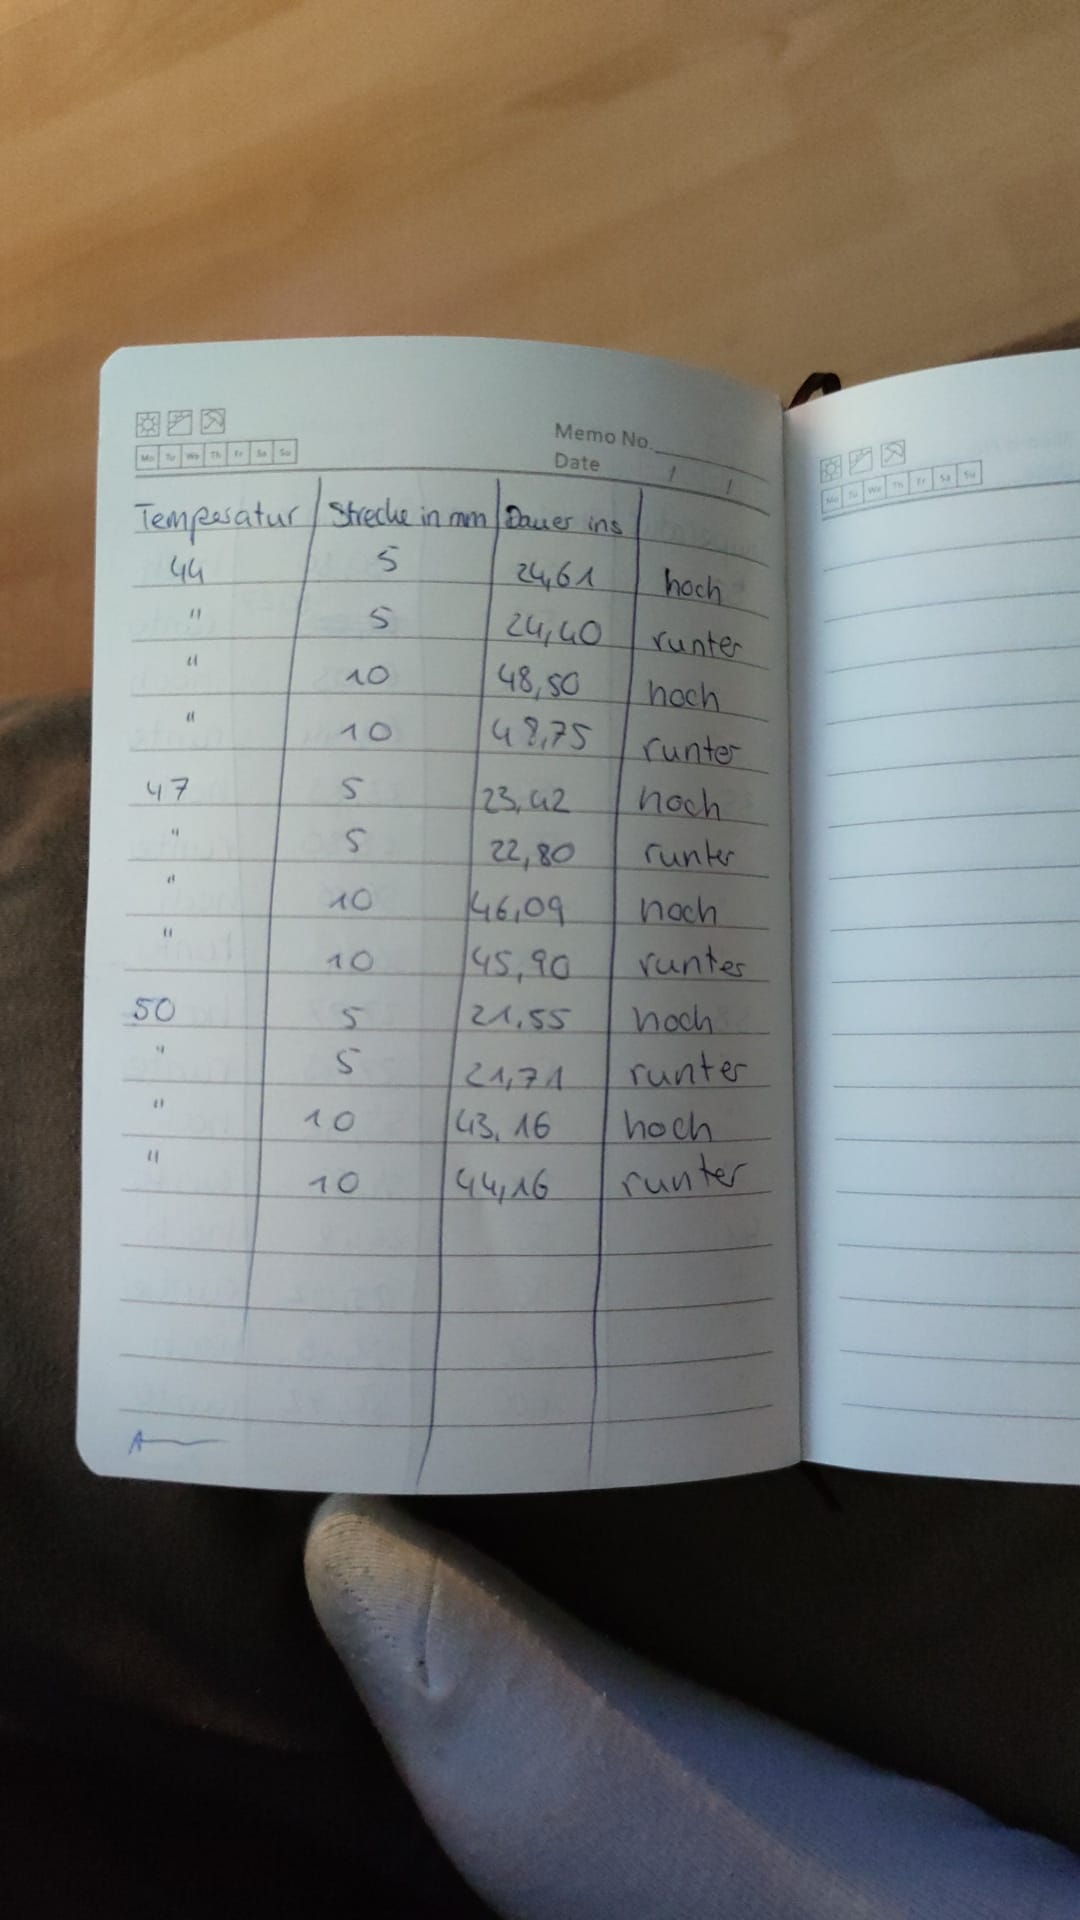 Memo No.
Mo Tu We Th Fr Sa Su
Date / /
Mo Tu We Th Fr Sa Su
Temperatur Strecke in mm Dauer in s
44 5 24,61 hoch
" 5 24,40 runter
" 10 48,50 hoch
" 10 48,75 runter
47 5 23,42 hoch
" 5 22,80 runter
" 10 46,09 hoch
" 10 45,90 runter
50 5 21,55 hoch
" 5 21,71 runter
" 10 43,16 hoch
" 10 44,16 runter